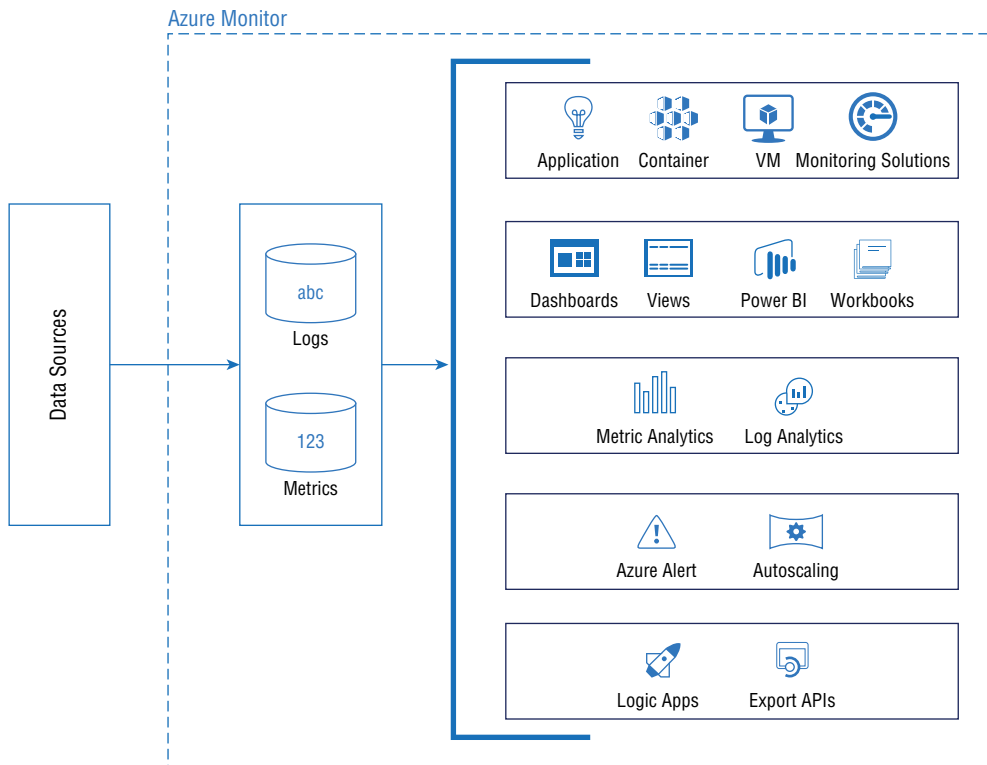 Azure Monitor
Application Container VM Monitoring Solutions
Data Sources
abc
Logs
123
Metrics
Dashboards Views Power BI Workbooks
Metric Analytics Log Analytics
Azure Alert Autoscaling
Logic Apps Export APIs